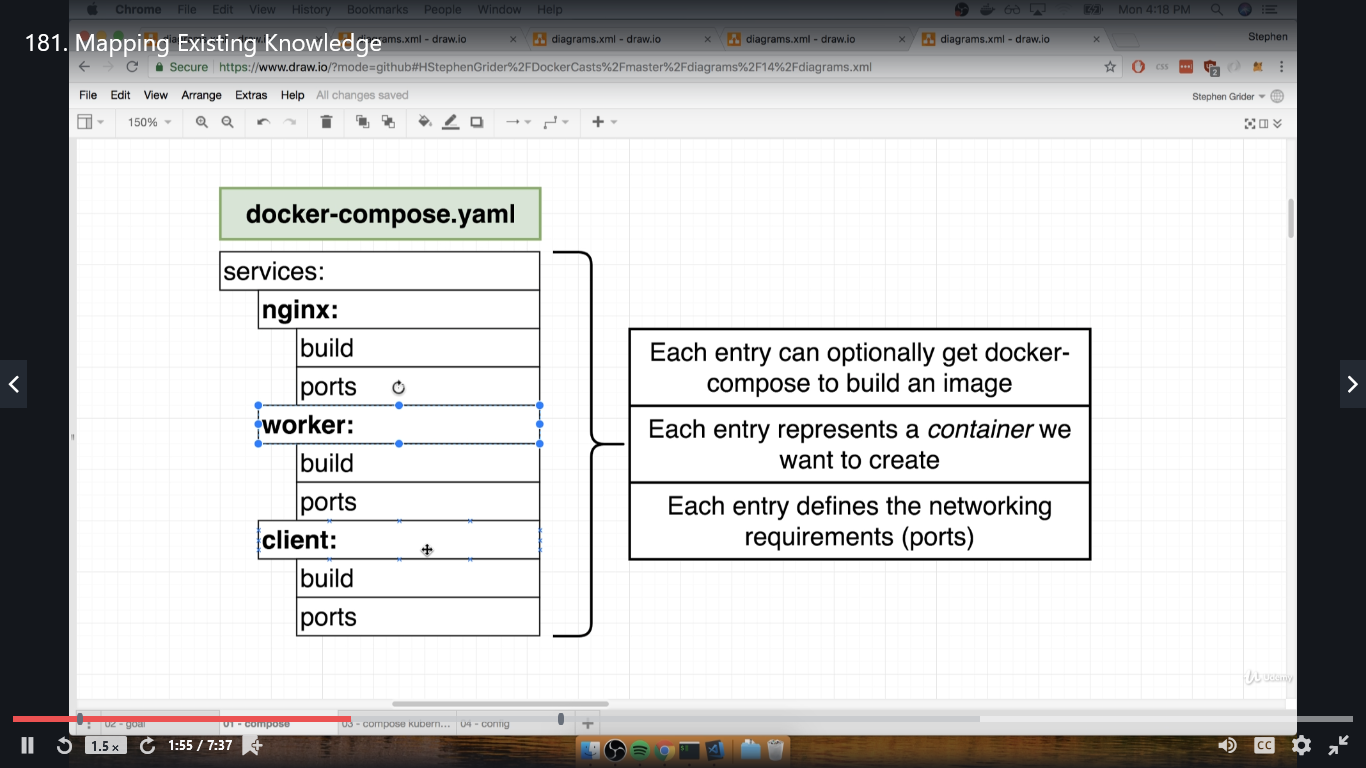 Chrome File Edit View History Bookmarks People Window Help Mon 4:18 PM
181. Mapping Existing Knowledge
diagrams.xml - draw.io diagrams.xml - draw.io diagrams.xml - draw.io Stephen
Secure https://www.draw.io/?mode=github#HStephenGrider%2FDockerCasts%2Fmaster%2Fdiagrams%2F14%2Fdiagrams.xml
File Edit View Arrange Extras Help All changes saved
Stephen Grider
150%
docker-compose.yaml
services:
nginx:
build
ports
worker:
build
ports
client:
build
ports
Each entry can optionally get docker-
compose to build an image
Each entry represents a container we
want to create
Each entry defines the networking
requirements (ports)
Udemy
02 - goal 01 - compose 03 - compose kubern... 04 - config
1.5 x 1:55 / 7:37 CC